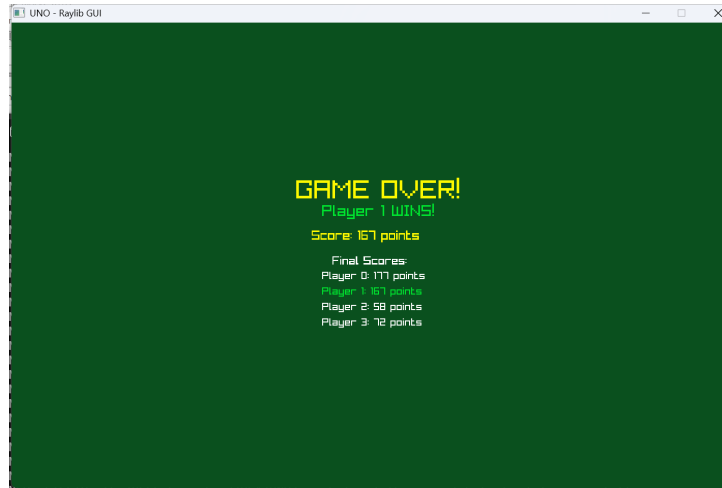 UNO - Raylib GUI
GAME OVER!
Player 1 WINS!
Score: 167 points
Final Scores:
Player 0: 177 points
Player 1: 167 points
Player 2: 58 points
Player 3: 72 points